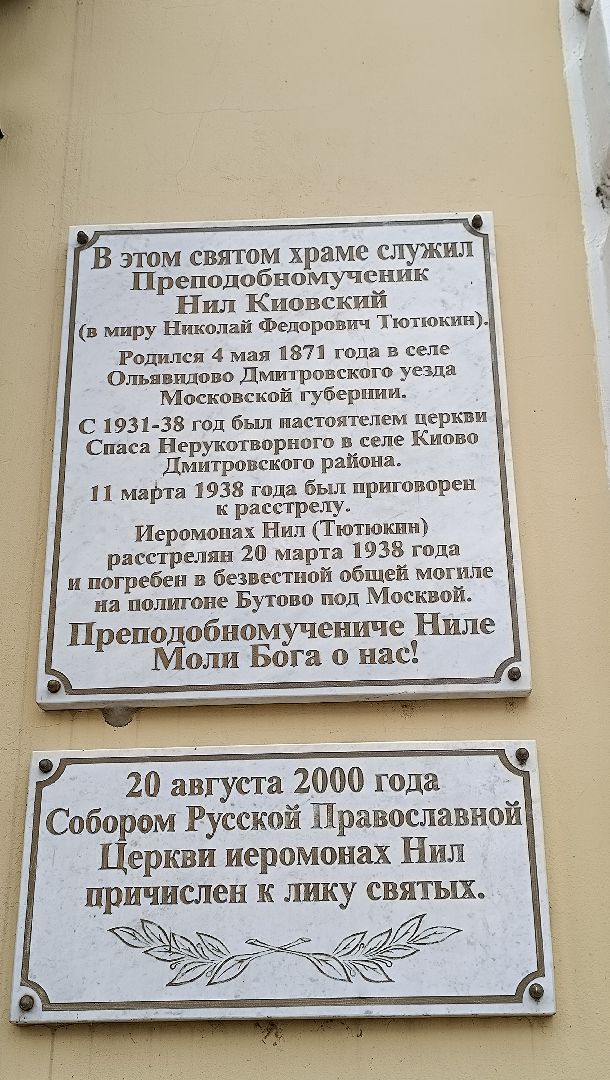 В этом святом храме служил
Преподобномученик
Нил Киовский
(в миру Николай Федорович Тютюкин).
Родился 4 мая 1871 года в селе
Ольявидово Дмитровского уезда
Московской губернии.
С 1931-38 год был настоятелем церкви
Спаса Нерукотворного в селе Киово
Дмитровского района.
11 марта 1938 года был приговорен
к расстрелу.
Иеромонах Нил (Тютюкин)
расстрелян 20 марта 1938 года
и погребен в безвестной общей могиле
на полигоне Бутово под Москвой.
Преподобномучениче Ниле
Моли Бога о нас!
20 августа 2000 года
Собором Русской Православной
Церкви иеромонах Нил
причислен к лику святых.